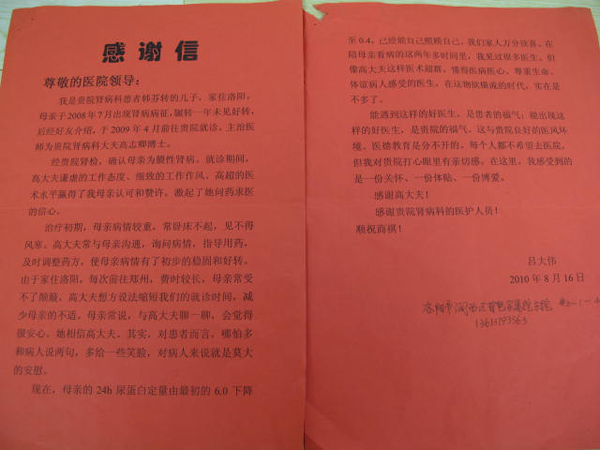 感谢信
尊敬的医院领导：
我是贵院肾病科患者韩芬转的儿子，家住洛阳，
母亲于2008年7月出现肾病病征，辗转一年未见好转，
后经好友介绍，于2009年4月前往贵院就诊，主治医
师为医院肾病科大夫高志卿博士。
经贵院肾检，确认母亲为膜性肾病。就诊期间，
高大夫谦虚的工作态度、细致的工作作风、高超的医
术水平赢得了我母亲认可和赞许，激起了她问药求医
的信心。
治疗初期，母亲病情较重，常卧床不起，见不得
风寒。高大夫常与母亲沟通，询问病情，指导用药，
及时调整药方，使母亲病情有了初步的稳固和好转。
由于家住洛阳，每次前往郑州，费时较长，母亲常受
不了颠簸，高大夫想方设法缩短我们的就诊时间，减
少母亲的不适。母亲常说，与高大夫聊一聊，会觉得
很安心。她相信高大夫。其实，对患者而言，哪怕多
和病人说两句，多给一些笑脸，对病人来说就是莫大
的安慰。
现在，母亲的24h尿蛋白定量由最初的6.0下降
至0.4，已经能自己照顾自己，我们家人万分欣喜。在
陪母亲看病的这两年多时间里，我见过很多医生。但
像高大夫这样医术超群、懂得医病医心、尊重生命、
体谅病人感受的医生，在这物欲横流的时代，实在是
不多了。
能遇到这样的好医生，是患者的福气。能出现这
样的好医生，是贵院的福气。这与贵院良好的医风环
境、医德教育是分不开的。每个人都不希望去医院，
但我对贵院打心眼里有亲切感。在这里，我感受到的
是一份关怀、一份体贴、一份博爱。
感谢高大夫！
感谢贵院肾病科的医护人员！
顺祝商祺！
吕大伟
2010年8月16日
洛阳市涧西区